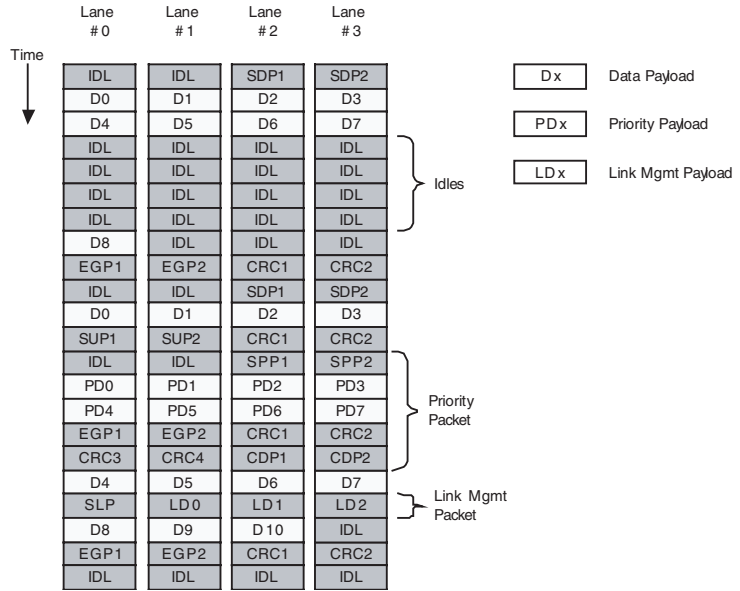 Lane Lane Lane Lane
# 0 # 1 # 2 # 3
Time
IDL IDL SDP1 SDP2
D0 D1 D2 D3
D4 D5 D6 D7
IDL IDL IDL IDL
IDL IDL IDL IDL
IDL IDL IDL IDL
IDL IDL IDL IDL
D8 IDL IDL IDL
EGP1 EGP2 CRC1 CRC2
IDL IDL SDP1 SDP2
D0 D1 D2 D3
SUP1 SUP2 CRC1 CRC2
IDL IDL SPP1 SPP2
PD0 PD1 PD2 PD3
PD4 PD5 PD6 PD7
EGP1 EGP2 CRC1 CRC2
CRC3 CRC4 CDP1 CDP2
D4 D5 D6 D7
SLP LD0 LD1 LD2
D8 D9 D10 IDL
EGP1 EGP2 CRC1 CRC2
IDL IDL IDL IDL
Idles
Priority
Packet
Link Mgmt
Packet
Dx Data Payload
PDx Priority Payload
LDx Link Mgmt Payload